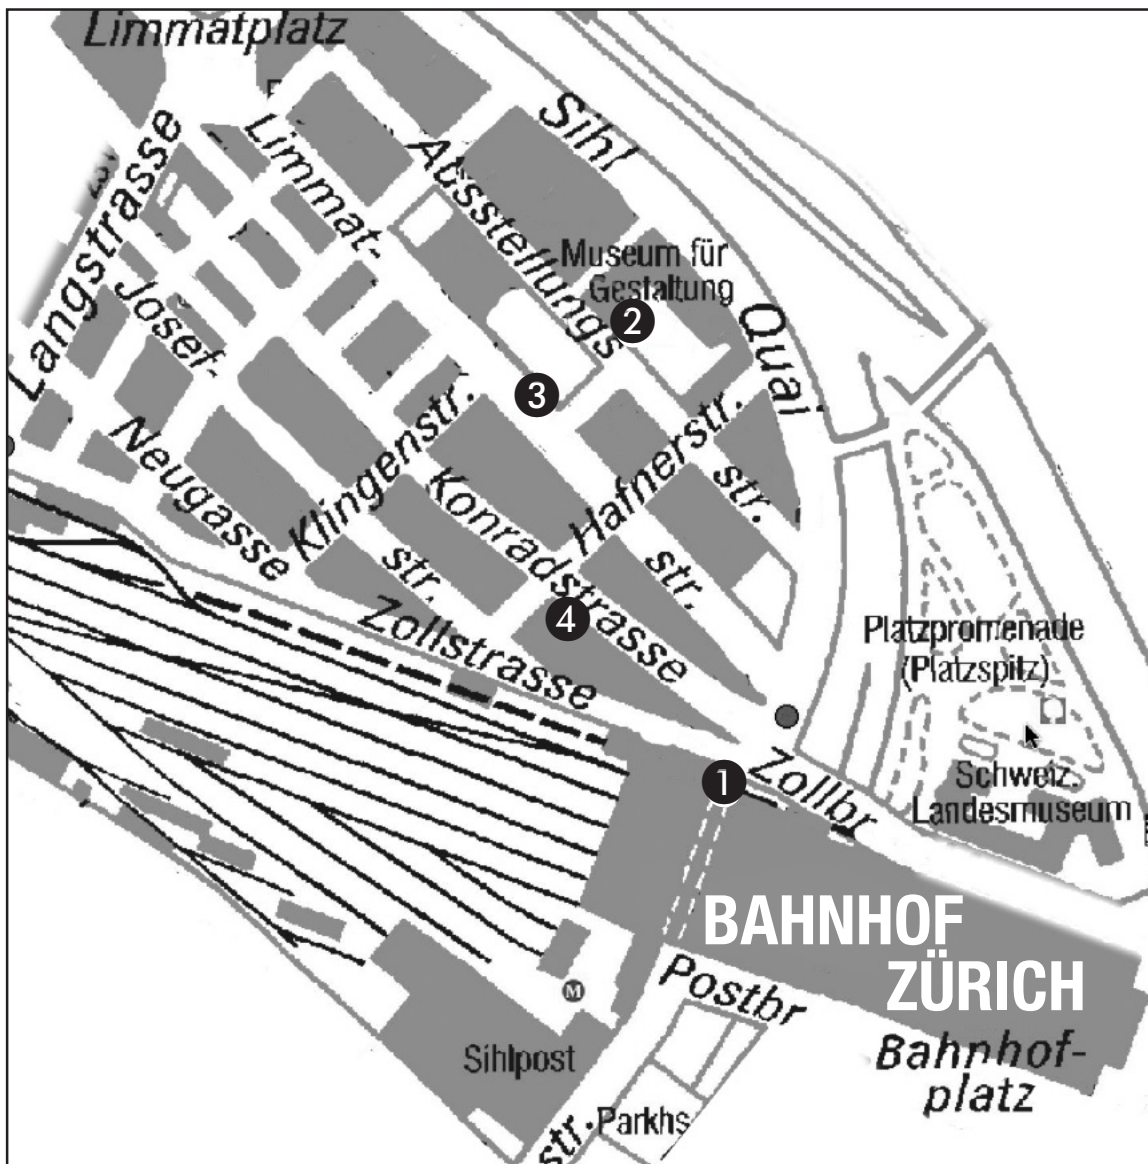 Limmatplatz
Sihl
Quai
Langstrasse
Limmat-
str.
Ausstellungs
str.
Museum für
Gestaltung
2
3
Josef-
str.
Klingenstr.
Hafnerstr.
Konradstrasse
Neugasse
Zollstrasse
4
Platzpromenade
(Platzspitz)
1
Zollbr
Schweiz.
Landesmuseum
BAHNHOF
ZÜRICH
M
Postbr
Sihlpost
Bahnhof-
platz
Parkhs
str.